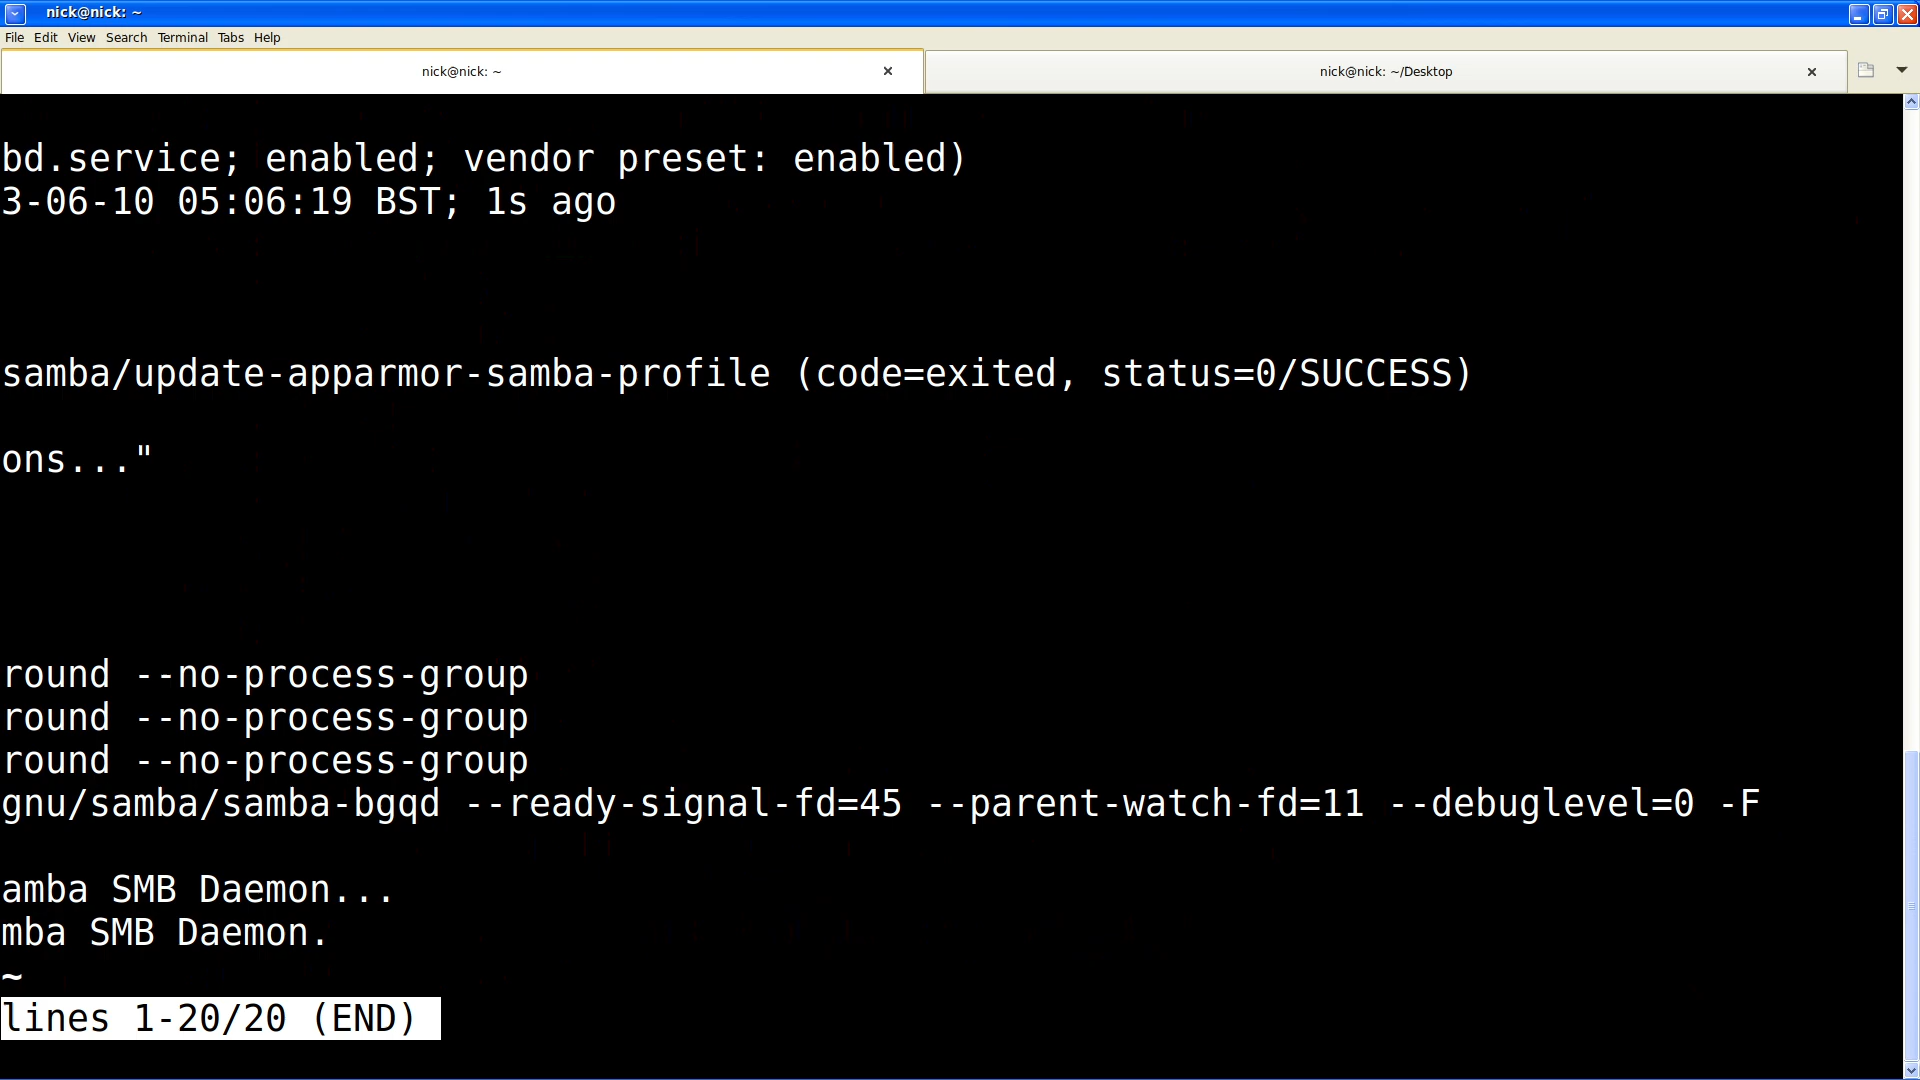 nick@nick: ~
File Edit View Search Terminal Tabs Help
nick@nick: ~
nick@nick: ~/Desktop
bd.service; enabled; vendor preset: enabled)
3-06-10 05:06:19 BST; 1s ago
samba/update-apparmor-samba-profile (code=exited, status=0/SUCCESS)
ons..."
round --no-process-group
round --no-process-group
round --no-process-group
gnu/samba/samba-bgqd --ready-signal-fd=45 --parent-watch-fd=11 --debuglevel=0 -F
amba SMB Daemon...
mba SMB Daemon.
~
lines 1-20/20 (END)